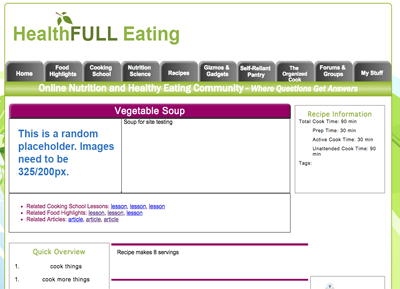 HealthFULL Eating
Home
Food Highlights
Cooking School
Nutrition Science
Recipes
Gizmos & Gadgets
Self-Reliant Pantry
The Organized Cook
Forums & Groups
My Stuff
Online Nutrition and Healthy Eating Community - Where Questions Get Answers
Vegetable Soup
This is a random
placeholder. Images
need to be
325/200px.
Soup for site testing
Related Cooking School Lessons: lesson, lesson, lesson
Related Food Highlights: lesson, lesson, lesson
Related Articles: article, article, article
Recipe Information
Total Cook Time: 90 min
Prep Time: 30 min
Active Cook Time: 30 min
Unattended Cook Time: 90 min
Tags:
Quick Overview
1. cook things
1. cook more things
Recipe makes 8 servings